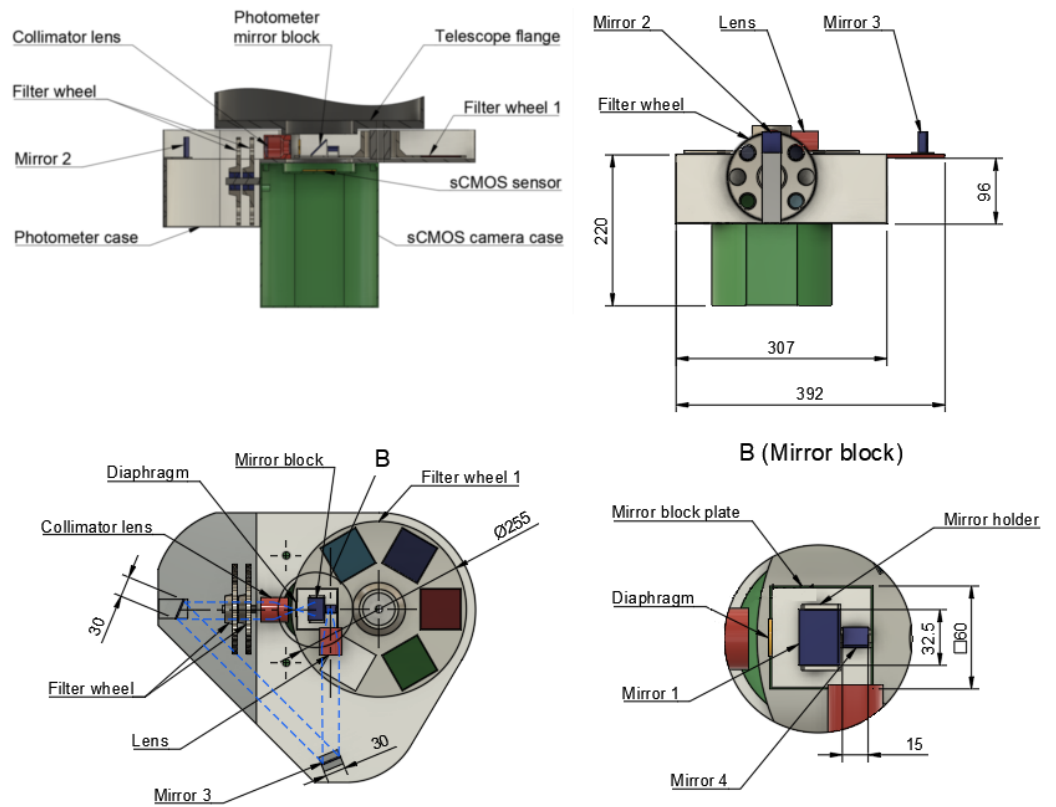 Photometer
mirror block
Collimator lens
Telescope flange
Filter wheel
Filter wheel 1
Mirror 2
sCMOS sensor
Photometer case
sCMOS camera case
Mirror 2
Lens
Mirror 3
Filter wheel
220
96
307
392
Diaphragm
Mirror block
B
Filter wheel 1
Collimator lens
Ø255
30
Filter wheel
Lens
30
Mirror 3
B (Mirror block)
Mirror block plate
Mirror holder
Diaphragm
32.5
□60
Mirror 1
15
Mirror 4